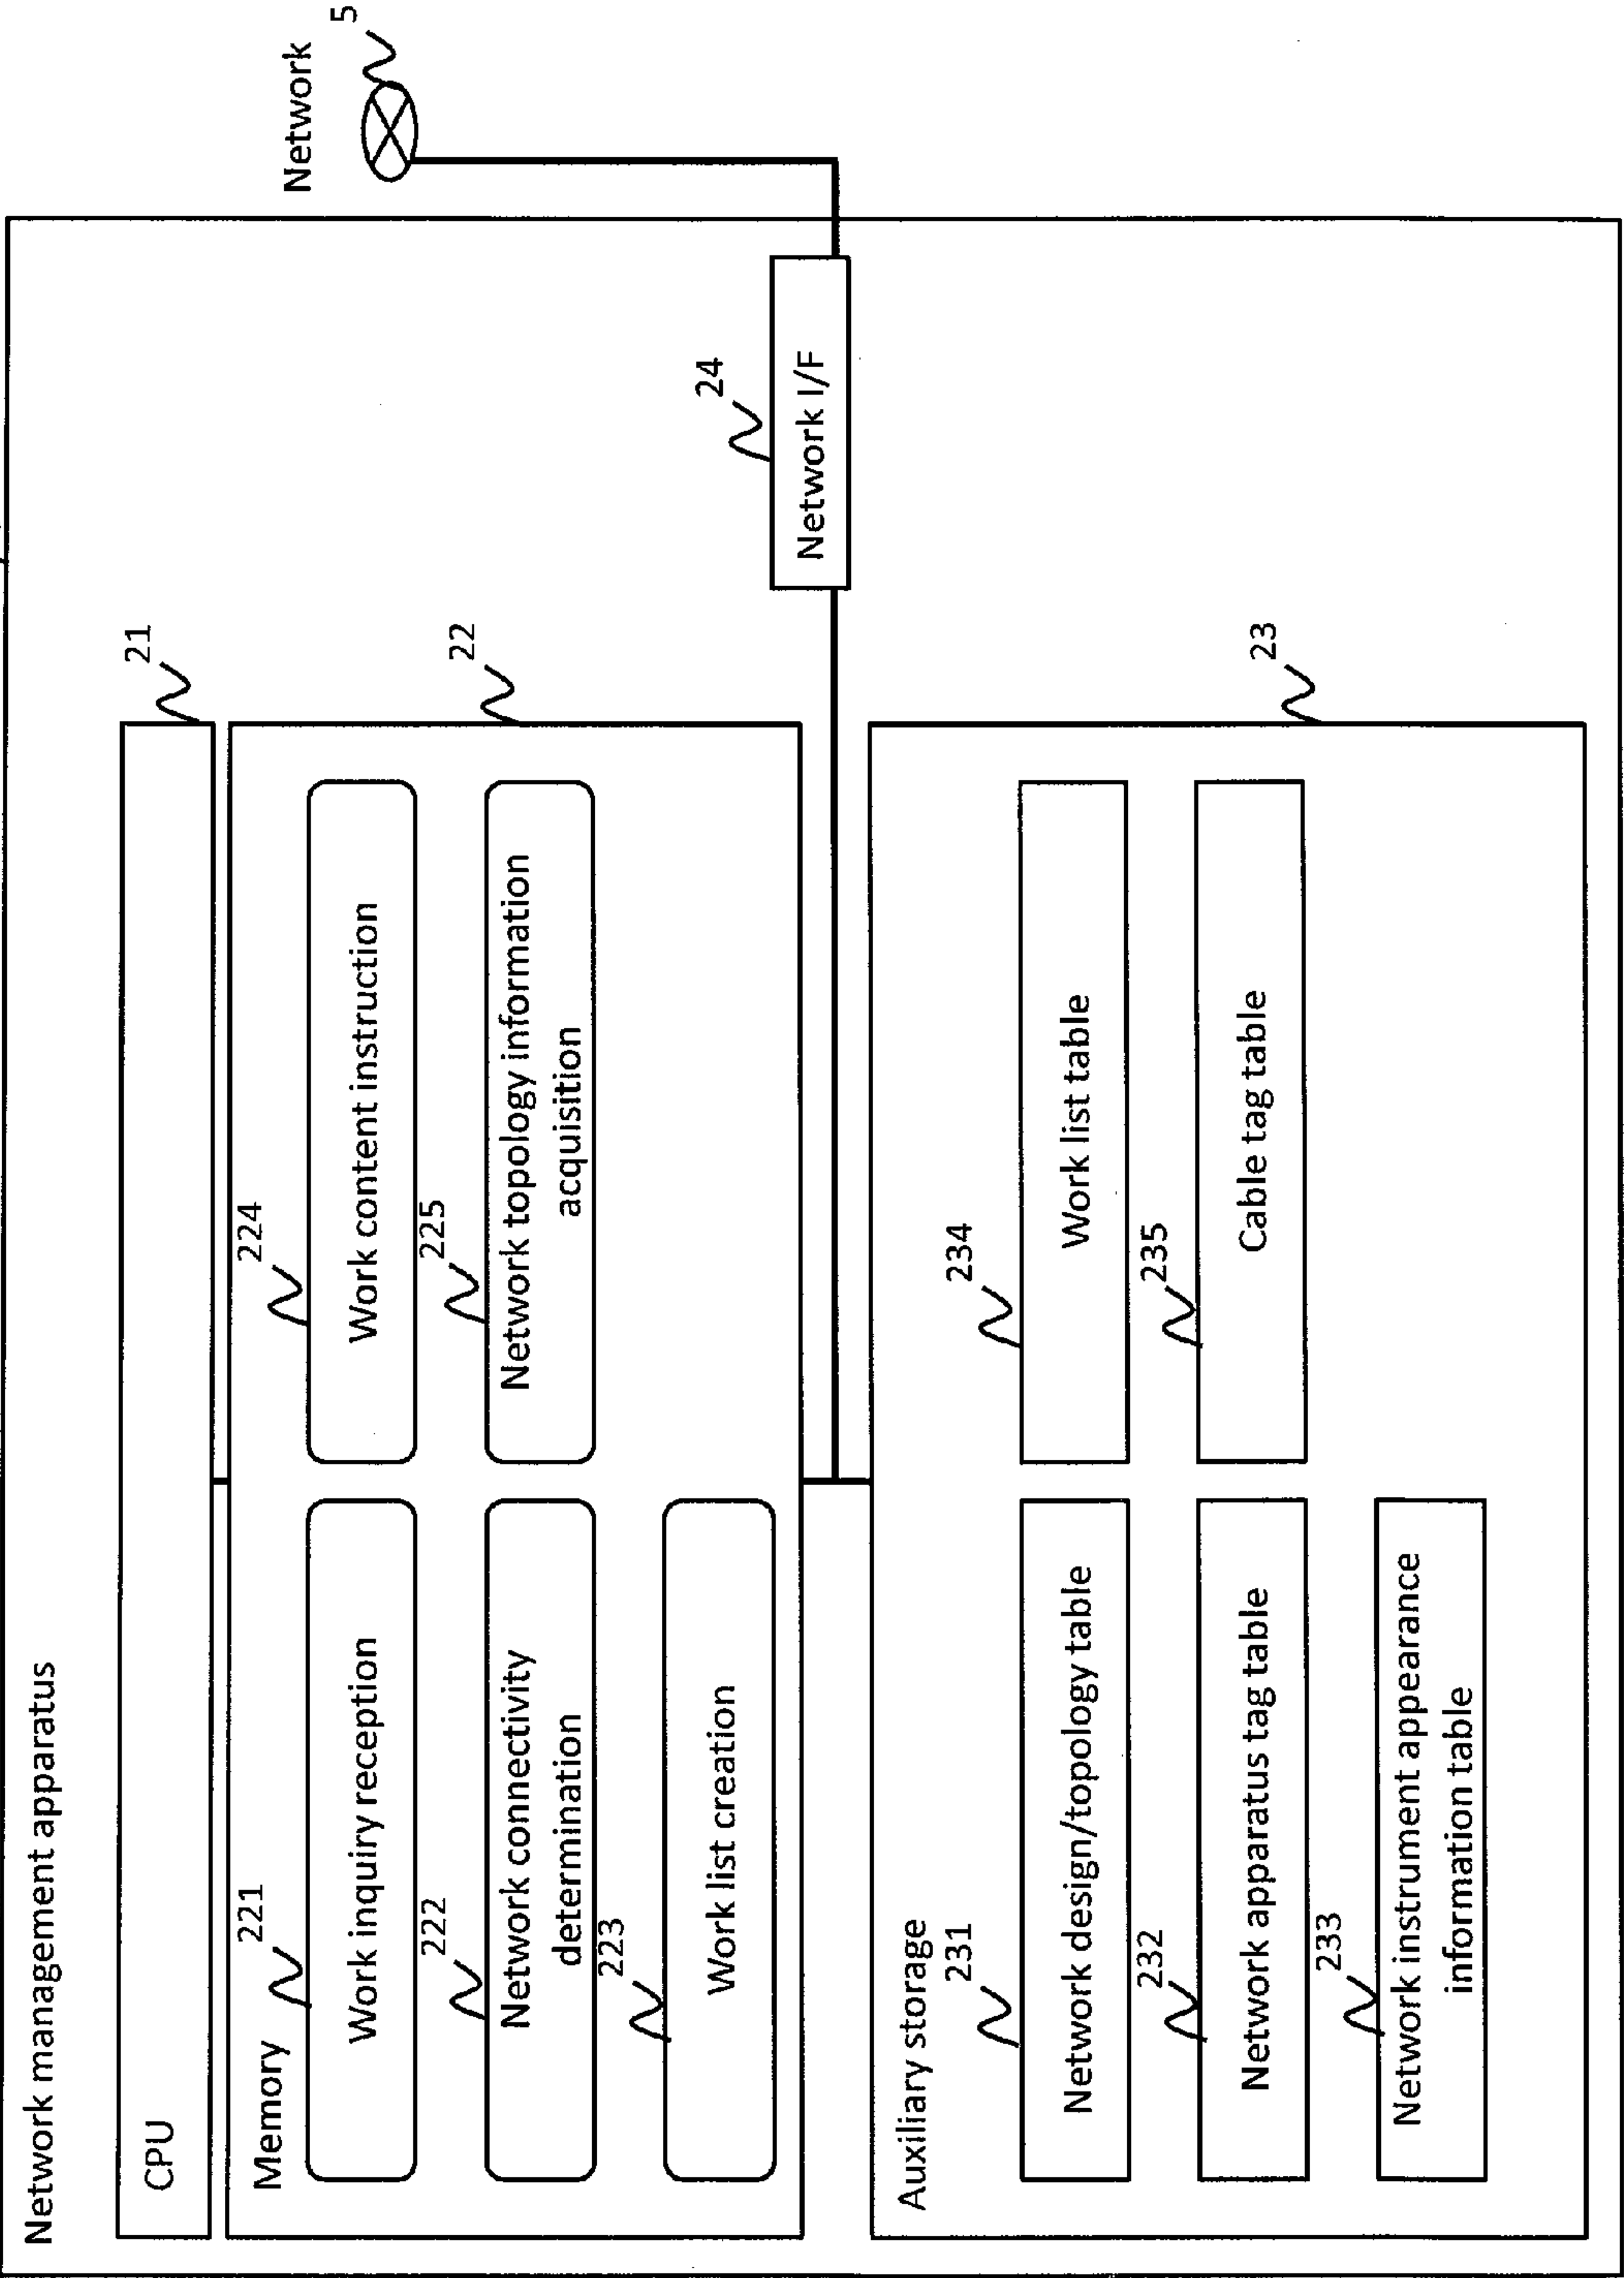 Network management apparatus
Network
5
CPU
21
Memory
22
221
Work inquiry reception
224
Work content instruction
222
Network connectivity
determination
225
Network topology information
acquisition
223
Work list creation
24
Network I/F
Auxiliary storage
23
231
Network design/topology table
234
Work list table
232
Network apparatus tag table
235
Cable tag table
233
Network instrument appearance
information table